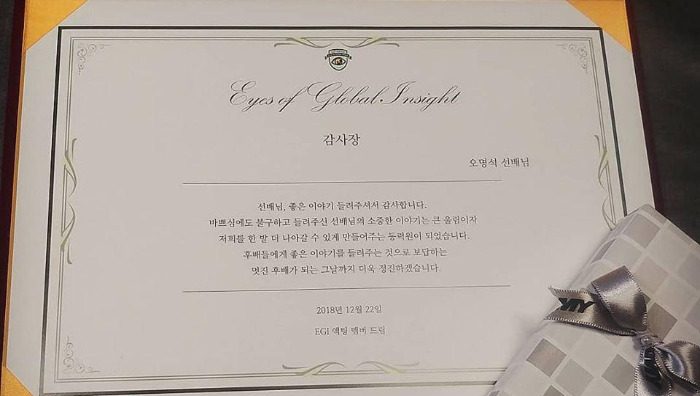 Eyes of Global Insight
감사장
오명석 선배님
선배님, 좋은 이야기 들려주셔서 감사합니다.
바쁘심에도 불구하고 들려주신 선배님의 소중한 이야기는 큰 울림이자
저희를 한 발 더 나아갈 수 있게 만들어주는 동력원이 되었습니다.
후배들에게 좋은 이야기를 들려주는 것으로 보답하는
멋진 후배가 되는 그날까지 더욱 정진하겠습니다.
2018년 12월 22일
EGI 액팅 멤버 드림